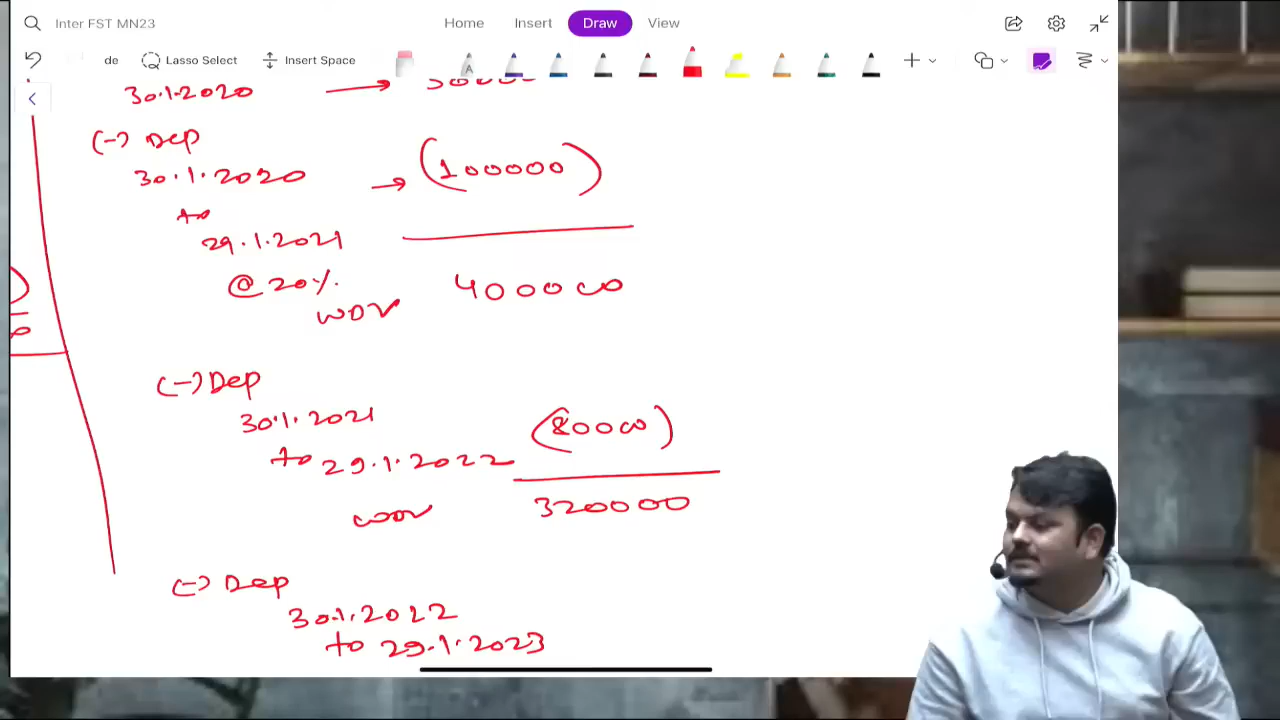 Inter FST MN23
Home Insert Draw View
de Lasso Select Insert Space
30.1.2020 →
(-) Dep
30.1.2020 → (100000)
to
29.1.2021
@ 20% 400000
WDV
(-) Dep
30.1.2021 (80000)
to 29.1.2022
WDV 320000
(-) Dep
30.1.2022
to 29.1.2023